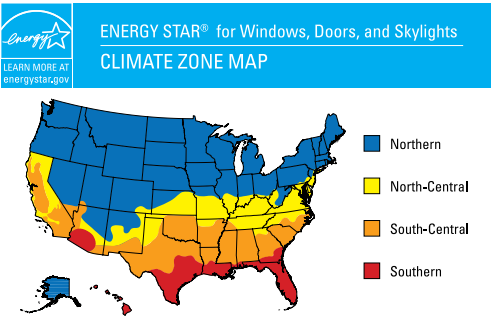 energy
LEARN MORE AT
energystar.gov
ENERGY STAR® for Windows, Doors, and Skylights
CLIMATE ZONE MAP
Northern
North-Central
South-Central
Southern